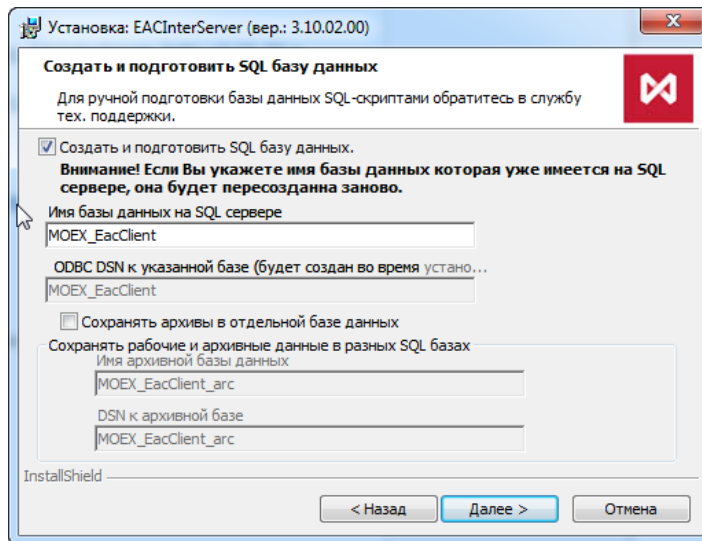 Установка: EACInterServer (вер.: 3.10.02.00)
Создать и подготовить SQL базу данных
Для ручной подготовки базы данных SQL-скриптами обратитесь в службу
тех. поддержки.
Создать и подготовить SQL базу данных.
Внимание! Если Вы укажете имя базы данных которая уже имеется на SQL
сервере, она будет пересозданна заново.
Имя базы данных на SQL сервере
MOEX_EacClient
ODBC DSN к указанной базе (будет создан во время устано...
MOEX_EacClient
Сохранять архивы в отдельной базе данных
Сохранять рабочие и архивные данные в разных SQL базах
Имя архивной базы данных
MOEX_EacClient_arc
DSN к архивной базе
MOEX_EacClient_arc
InstallShield
< Назад
Далее >
Отмена